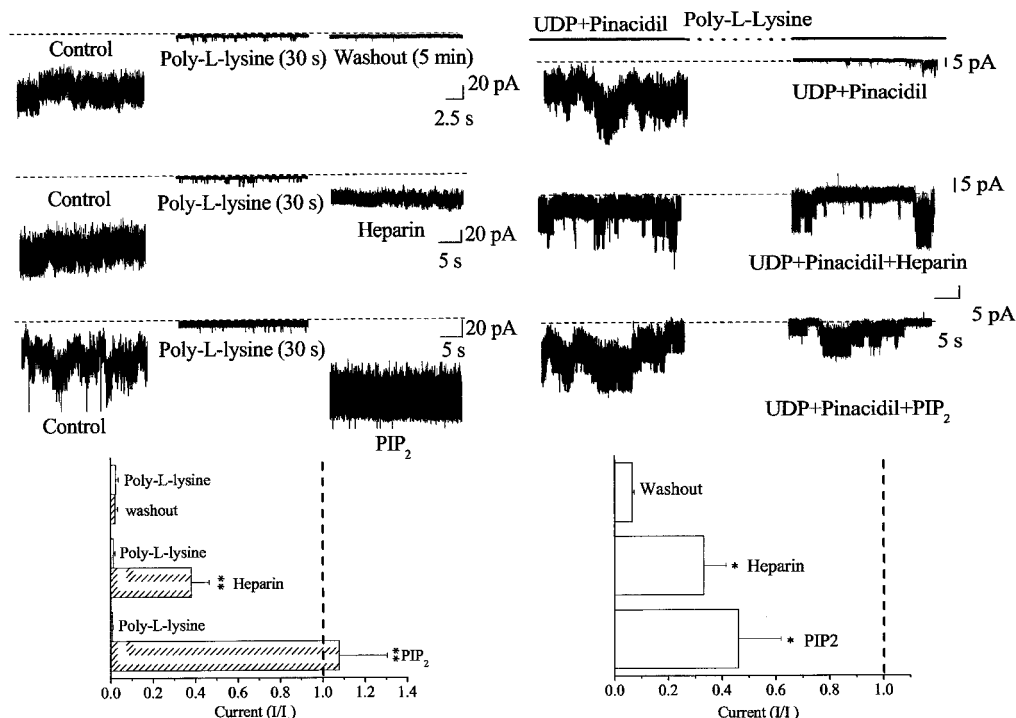 Control
Poly-L-lysine (30 s)
Washout (5 min)
20 pA
2.5 s
Control
Poly-L-lysine (30 s)
Heparin
20 pA
5 s
Control
Poly-L-lysine (30 s)
PIP2
20 pA
5 s
Poly-L-lysine
washout
Poly-L-lysine
** Heparin
Poly-L-lysine
** PIP2
0.0 0.2 0.4 0.6 0.8 1.0 1.2 1.4
Current (I/I )
UDP+Pinacidil
Poly-L-Lysine
5 pA
UDP+Pinacidil
5 pA
UDP+Pinacidil+Heparin
5 pA
5 s
UDP+Pinacidil+PIP2
Washout
* Heparin
* PIP2
0.0 0.2 0.4 0.6 0.8 1.0
Current (I/I )